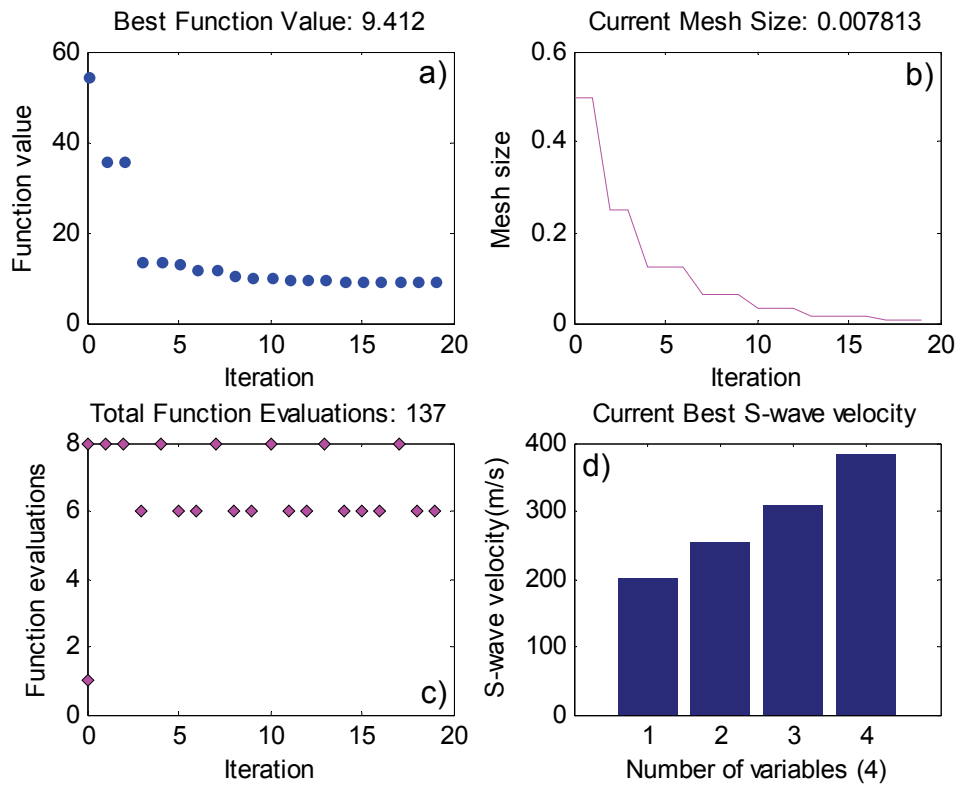 Best Function Value: 9.412
a)
Function value
60
40
20
0
0 5 10 15 20
Iteration
Current Mesh Size: 0.007813
b)
Mesh size
0.6
0.4
0.2
0
0 5 10 15 20
Iteration
Total Function Evaluations: 137
c)
Function evaluations
8
6
4
2
0
0 5 10 15 20
Iteration
Current Best S-wave velocity
d)
S-wave velocity(m/s)
400
300
200
100
0
1 2 3 4
Number of variables (4)